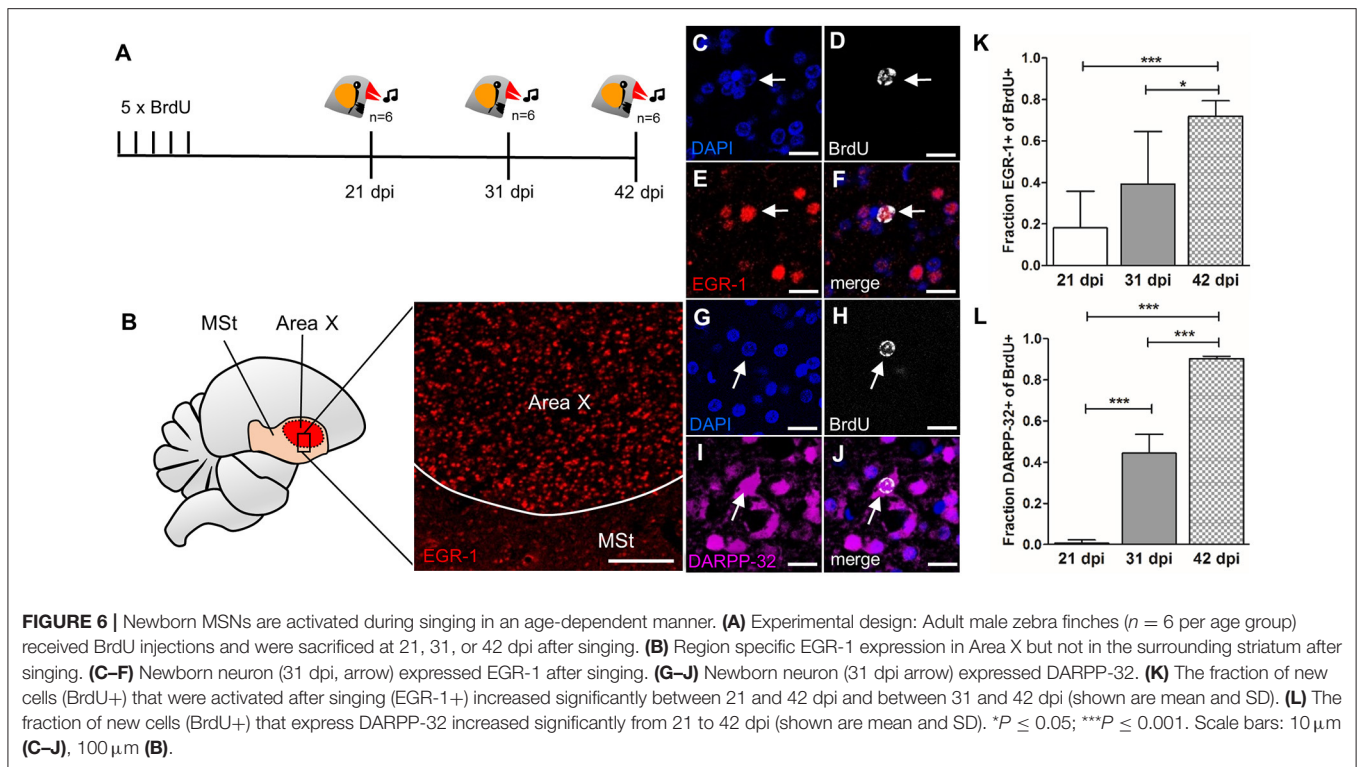 A
5 x BrdU
n=6
n=6
n=6
21 dpi
31 dpi
42 dpi
B
MSt
Area X
Area X
MSt
EGR-1
C
DAPI
D
BrdU
E
EGR-1
F
merge
G
DAPI
H
BrdU
I
DARPP-32
J
merge
K
Fraction EGR-1+ of BrdU+
1.0
0.8
0.6
0.4
0.2
0.0
***
*
21 dpi
31 dpi
42 dpi
L
Fraction DARPP-32+ of BrdU+
1.0
0.8
0.6
0.4
0.2
0.0
***
***
***
21 dpi
31 dpi
42 dpi
FIGURE 6 | Newborn MSNs are activated during singing in an age-dependent manner. (A) Experimental design: Adult male zebra finches (n = 6 per age group)
received BrdU injections and were sacrificed at 21, 31, or 42 dpi after singing. (B) Region specific EGR-1 expression in Area X but not in the surrounding striatum after
singing. (C–F) Newborn neuron (31 dpi, arrow) expressed EGR-1 after singing. (G–J) Newborn neuron (31 dpi arrow) expressed DARPP-32. (K) The fraction of new
cells (BrdU+) that were activated after singing (EGR-1+) increased significantly between 21 and 42 dpi and between 31 and 42 dpi (shown are mean and SD). (L) The
fraction of new cells (BrdU+) that express DARPP-32 increased significantly from 21 to 42 dpi (shown are mean and SD). *P ≤ 0.05; ***P ≤ 0.001. Scale bars: 10 μm
(C–J), 100 μm (B).